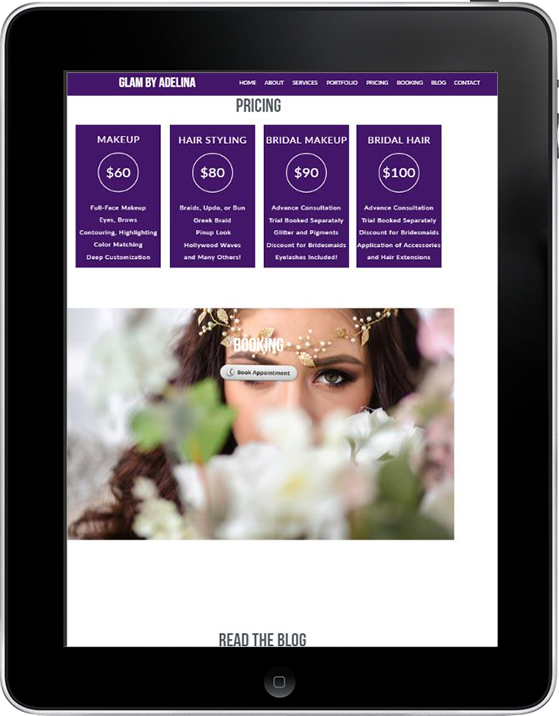 GLAM BY ADELINA
HOME ABOUT SERVICES PORTFOLIO PRICING BOOKING BLOG CONTACT
PRICING
MAKEUP
$60
Full-Face Makeup
Eyes, Brows
Contouring, Highlighting
Color Matching
Deep Customization
HAIR STYLING
$80
Braids, Updo, or Bun
Greek Braid
Pinup Look
Hollywood Waves
and Many Others!
BRIDAL MAKEUP
$90
Advance Consultation
Trial Booked Separately
Glitter and Pigments
Discount for Bridesmaids
Eyelashes Included!
BRIDAL HAIR
$100
Advance Consultation
Trial Booked Separately
Discount for Bridesmaids
Application of Accessories
and Hair Extensions
BOOKING
Book Appointment
READ THE BLOG